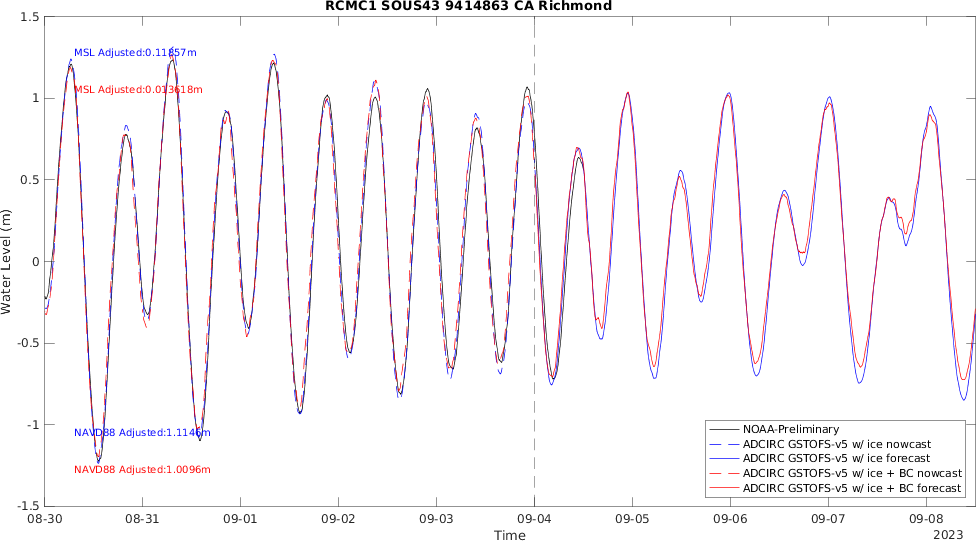 RCMC1 SOUS43 9414863 CA Richmond
1.5
1
0.5
0
-0.5
-1
-1.5
Water Level (m)
MSL Adjusted:0.11857m
MSL Adjusted:0.013618m
NAVD88 Adjusted:1.1146m
NAVD88 Adjusted:1.0096m
NOAA-Preliminary
ADCIRC GSTOFS-v5 w/ ice nowcast
ADCIRC GSTOFS-v5 w/ ice forecast
ADCIRC GSTOFS-v5 w/ ice + BC nowcast
ADCIRC GSTOFS-v5 w/ ice + BC forecast
08-30 08-31 09-01 09-02 09-03 09-04 09-05 09-06 09-07 09-08
Time
2023